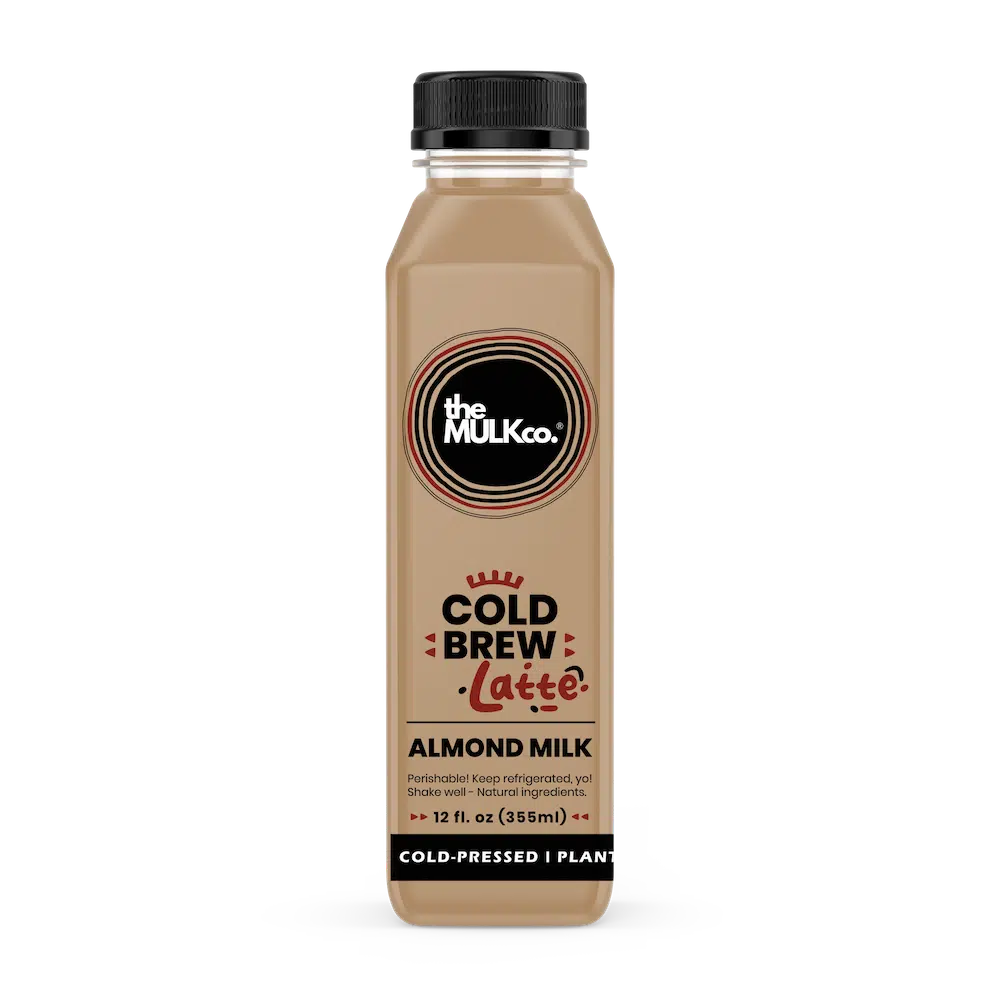 the
MULKco.®
COLD
BREW
Latte
ALMOND MILK
Perishable! Keep refrigerated, yo!
Shake well - Natural ingredients.
12 fl. oz (355ml)
COLD-PRESSED | PLANT